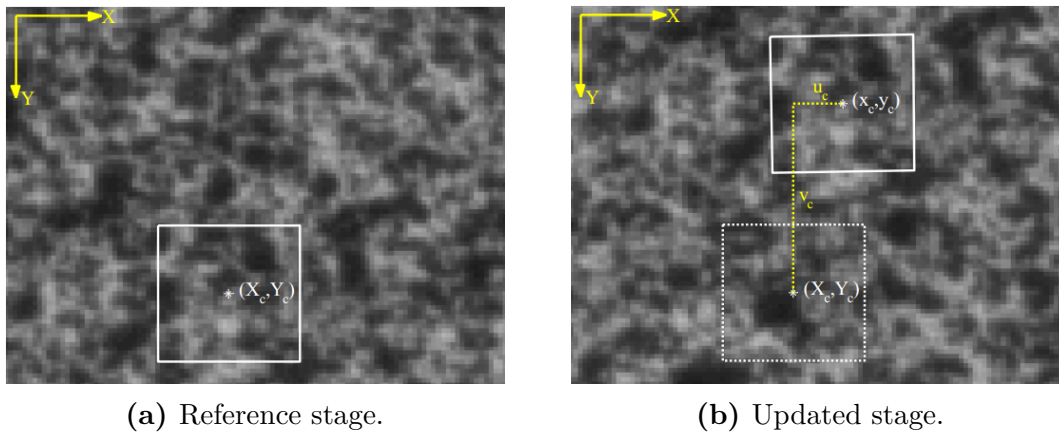 X
Y
(X_c,Y_c)
(a) Reference stage.
X
Y
u_c
(x_c,y_c)
v_c
(X_c,Y_c)
(b) Updated stage.